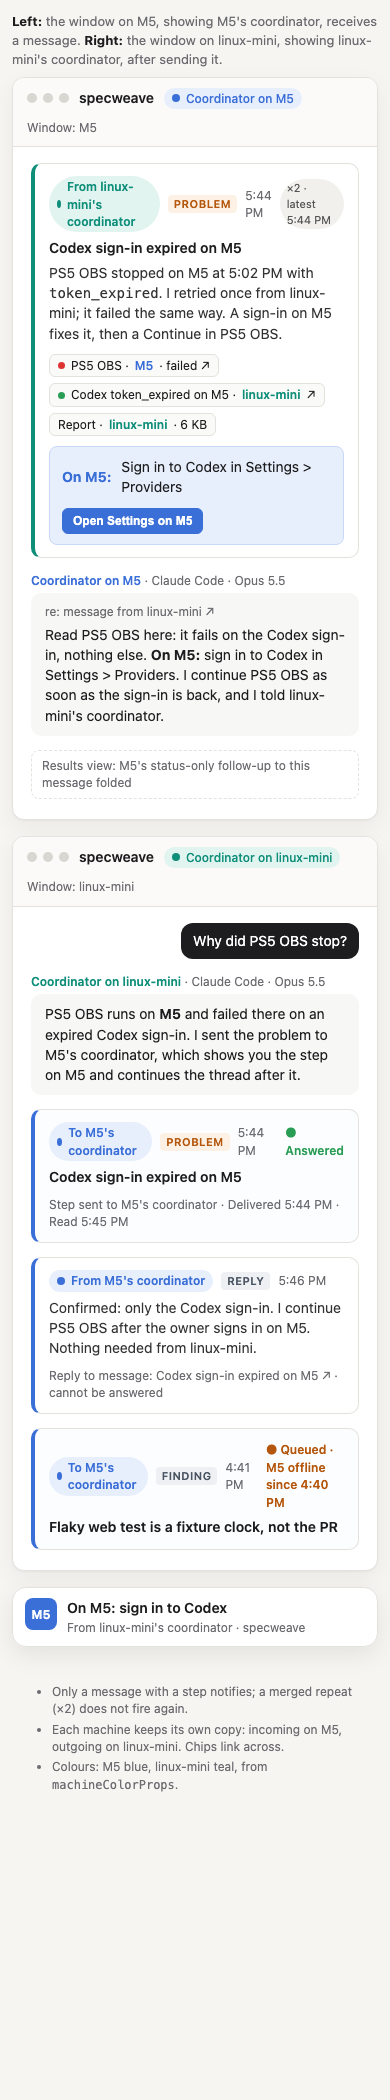 Left: the window on M5, showing M5's coordinator, receives
a message. Right: the window on linux-mini, showing linux-
mini's coordinator, after sending it.
specweave
Coordinator on M5
Window: M5
From linux-
mini's
coordinator
PROBLEM
5:44
PM
×2 ·
latest
5:44 PM
Codex sign-in expired on M5
PS5 OBS stopped on M5 at 5:02 PM with
token_expired. I retried once from linux-
mini; it failed the same way. A sign-in on M5
fixes it, then a Continue in PS5 OBS.
PS5 OBS · M5 · failed ↗
Codex token_expired on M5 · linux-mini ↗
Report · linux-mini · 6 KB
On M5:
Sign in to Codex in Settings >
Providers
Open Settings on M5
Coordinator on M5 · Claude Code · Opus 5.5
re: message from linux-mini ↗
Read PS5 OBS here: it fails on the Codex sign-
in, nothing else. On M5: sign in to Codex in
Settings > Providers. I continue PS5 OBS as
soon as the sign-in is back, and I told linux-
mini's coordinator.
Results view: M5's status-only follow-up to this
message folded
specweave
Coordinator on linux-mini
Window: linux-mini
Why did PS5 OBS stop?
Coordinator on linux-mini · Claude Code · Opus 5.5
PS5 OBS runs on M5 and failed there on an
expired Codex sign-in. I sent the problem to
M5's coordinator, which shows you the step
on M5 and continues the thread after it.
To M5's
coordinator
PROBLEM
5:44
PM
Answered
Codex sign-in expired on M5
Step sent to M5's coordinator · Delivered 5:44 PM ·
Read 5:45 PM
From M5's coordinator
REPLY
5:46 PM
Confirmed: only the Codex sign-in. I continue
PS5 OBS after the owner signs in on M5.
Nothing needed from linux-mini.
Reply to message: Codex sign-in expired on M5 ↗ ·
cannot be answered
To M5's
coordinator
FINDING
4:41
PM
Queued ·
M5 offline
since 4:40
PM
Flaky web test is a fixture clock, not the PR
M5
On M5: sign in to Codex
From linux-mini's coordinator · specweave
• Only a message with a step notifies; a merged repeat
(×2) does not fire again.
• Each machine keeps its own copy: incoming on M5,
outgoing on linux-mini. Chips link across.
• Colours: M5 blue, linux-mini teal, from
machineColorProps.